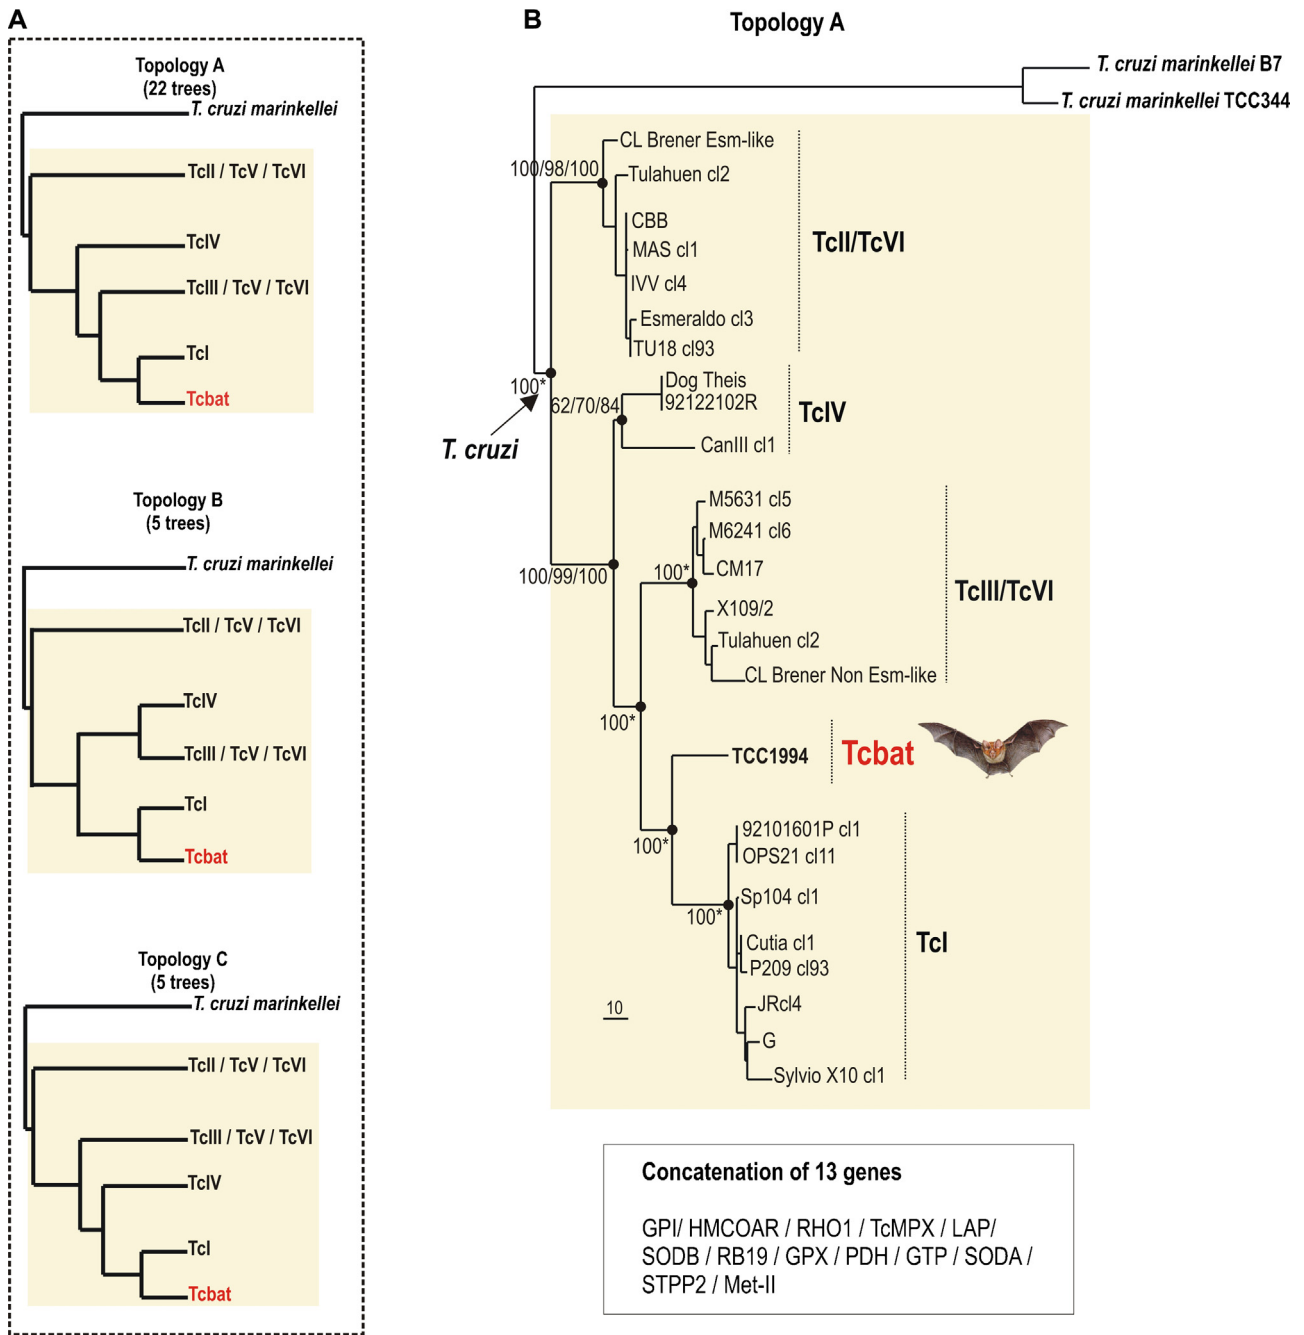 A
Topology A
(22 trees)
T. cruzi marinkellei
TcII / TcV / TcVI
TcIV
TcIII / TcV / TcVI
TcI
Tcbat
Topology B
(5 trees)
T. cruzi marinkellei
TcII / TcV / TcVI
TcIV
TcIII / TcV / TcVI
TcI
Tcbat
Topology C
(5 trees)
T. cruzi marinkellei
TcII / TcV / TcVI
TcIII / TcV / TcVI
TcIV
TcI
Tcbat
B
Topology A
T. cruzi marinkellei B7
T. cruzi marinkellei TCC344
CL Brener Esm-like
100/98/100
Tulahuen cl2
CBB
MAS cl1
IVV cl4
Esmeraldo cl3
TU18 cl93
TcII/TcVI
100*
T. cruzi
62/70/84
Dog Theis
92122102R
CanIII cl1
TcIV
100/99/100
M5631 cl5
M6241 cl6
CM17
100*
X109/2
Tulahuen cl2
CL Brener Non Esm-like
TcIII/TcVI
100*
TCC1994
Tcbat
100*
92101601P cl1
OPS21 cl11
Sp104 cl1
100*
Cutia cl1
P209 cl93
JRcl4
G
Sylvio X10 cl1
TcI
10
Concatenation of 13 genes
GPI/ HMCOAR / RHO1 / TcMPX / LAP/
SODB / RB19 / GPX / PDH / GTP / SODA /
STPP2 / Met-II